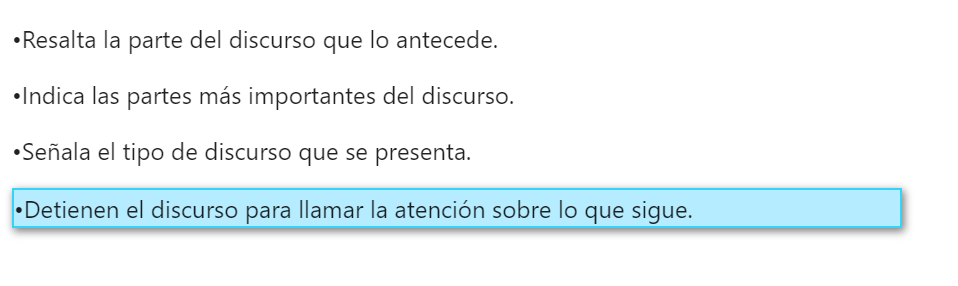 •Resalta la parte del discurso que lo antecede.
•Indica las partes más importantes del discurso.
•Señala el tipo de discurso que se presenta.
•Detienen el discurso para llamar la atención sobre lo que sigue.